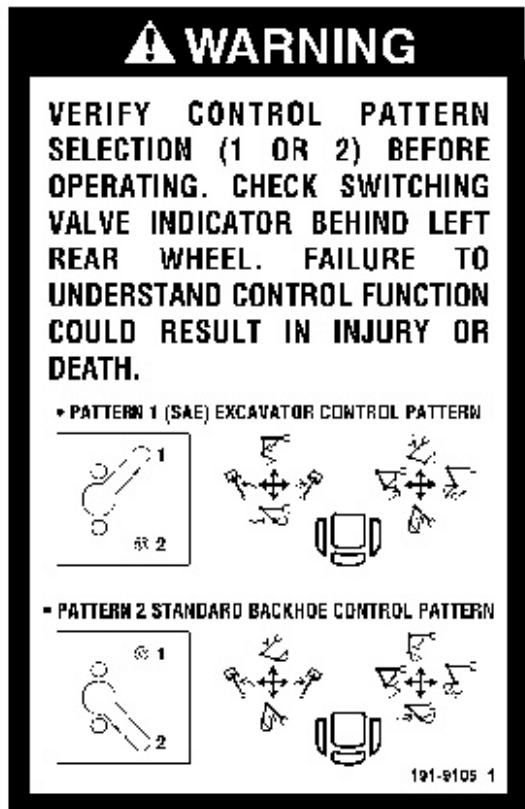 WARNING
VERIFY CONTROL PATTERN
SELECTION (1 OR 2) BEFORE
OPERATING. CHECK SWITCHING
VALVE INDICATOR BEHIND LEFT
REAR WHEEL. FAILURE TO
UNDERSTAND CONTROL FUNCTION
COULD RESULT IN INJURY OR
DEATH.
• PATTERN 1 (SAE) EXCAVATOR CONTROL PATTERN
1
2
• PATTERN 2 STANDARD BACKHOE CONTROL PATTERN
1
2
191-9105 1